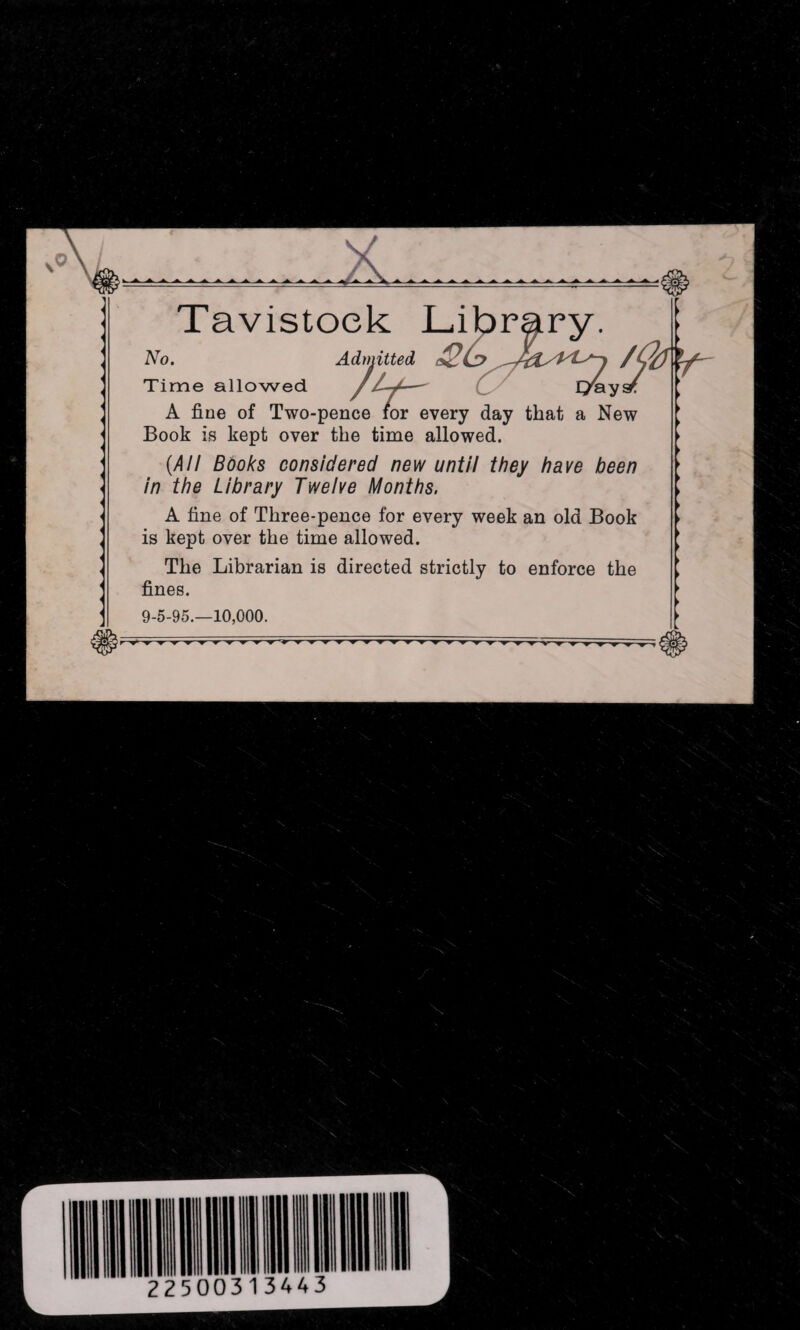 X
Tavistock Library.
No. Admitted 26 Jany
Time allowed 14 Days.
A fine of Two-pence for every day that a New
Book is kept over the time allowed.
(All Books considered new until they have been
in the Library Twelve Months.
A fine of Three-pence for every week an old Book
is kept over the time allowed.
The Librarian is directed strictly to enforce the
fines.
9-5-95.—10,000.
22500313443